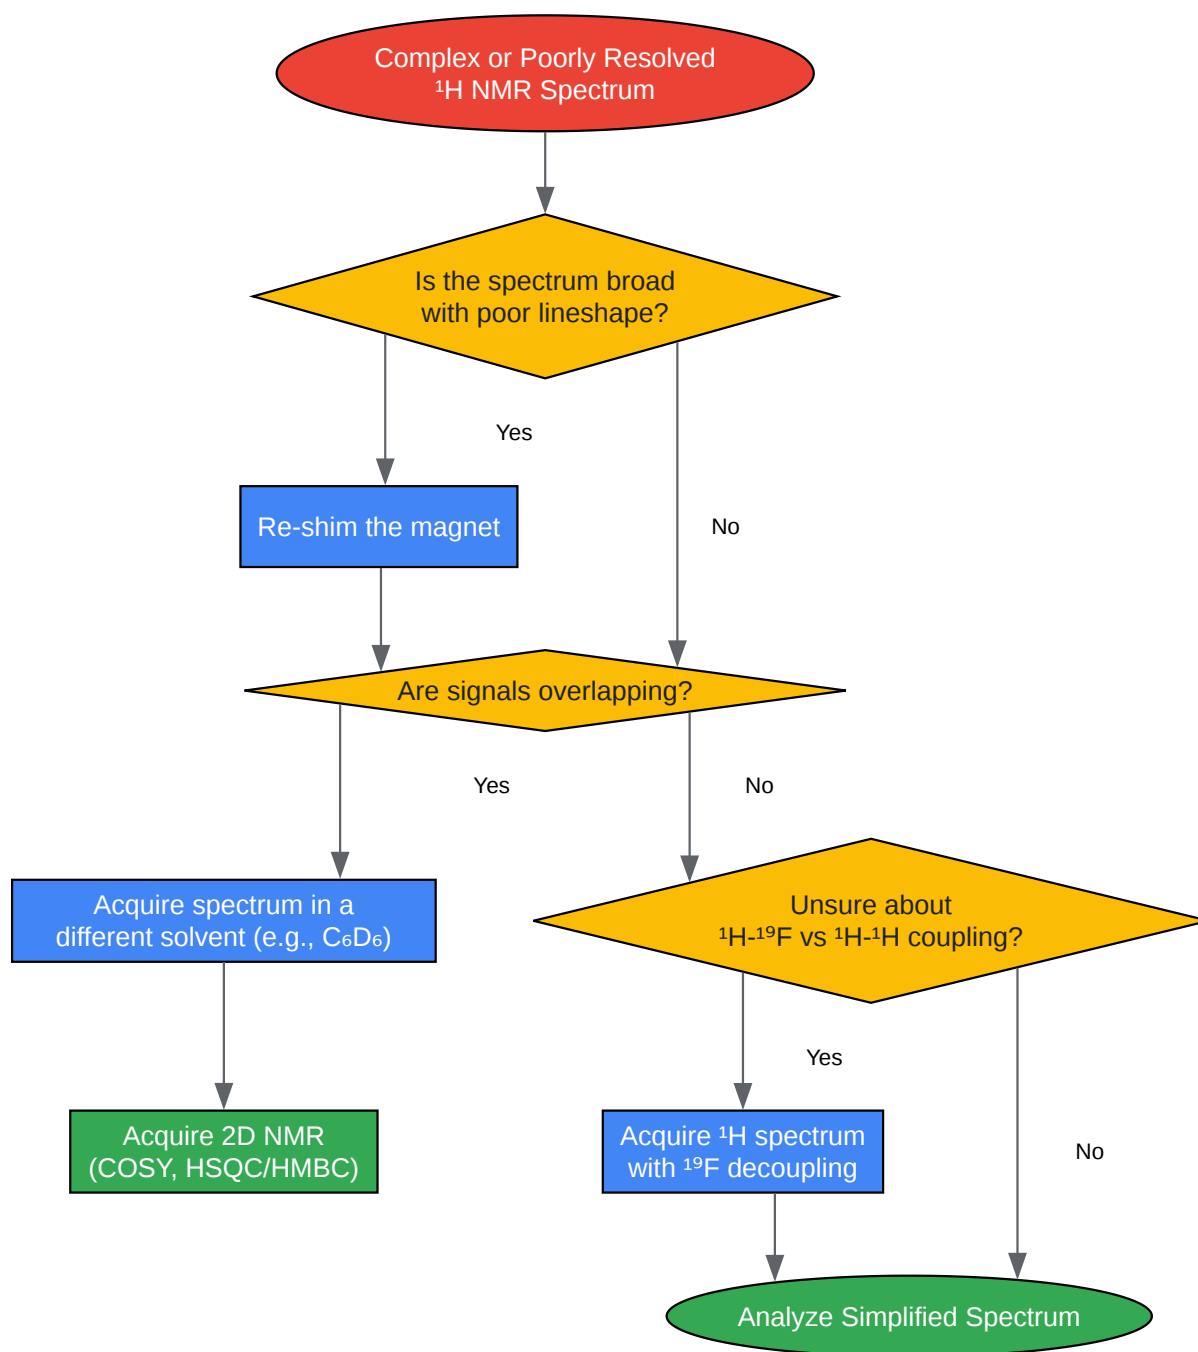 Complex or Poorly Resolved
¹H NMR Spectrum
Is the spectrum broad
with poor lineshape?
Yes
Re-shim the magnet
No
Are signals overlapping?
Yes
No
Acquire spectrum in a
different solvent (e.g., C₆D₆)
Unsure about
¹H-¹⁹F vs ¹H-¹H coupling?
Yes
Acquire 2D NMR
(COSY, HSQC/HMBC)
Acquire ¹H spectrum
with ¹⁹F decoupling
No
Analyze Simplified Spectrum